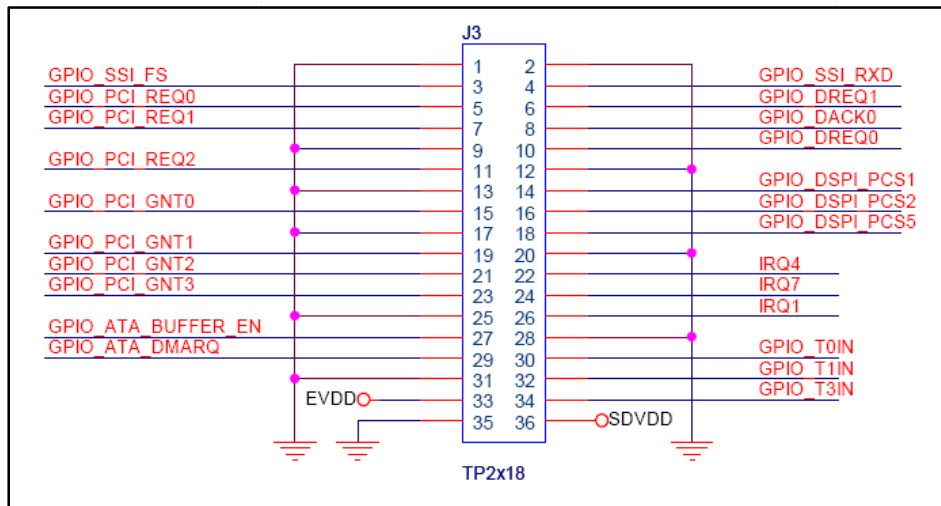 J3
1 2
GPIO_SSI_FS 3 4 GPIO_SSI_RXD
GPIO_PCI_REQ0 5 6 GPIO_DREQ1
GPIO_PCI_REQ1 7 8 GPIO_DACK0
9 10 GPIO_DREQ0
GPIO_PCI_REQ2 11 12
13 14 GPIO_DSPI_PCS1
GPIO_PCI_GNT0 15 16 GPIO_DSPI_PCS2
17 18 GPIO_DSPI_PCS5
GPIO_PCI_GNT1 19 20
GPIO_PCI_GNT2 21 22 IRQ4
GPIO_PCI_GNT3 23 24 IRQ7
25 26 IRQ1
GPIO_ATA_BUFFER_EN 27 28
GPIO_ATA_DMARQ 29 30 GPIO_T0IN
31 32 GPIO_T1IN
EVDD 33 34 GPIO_T3IN
35 36 SDVDD
TP2x18